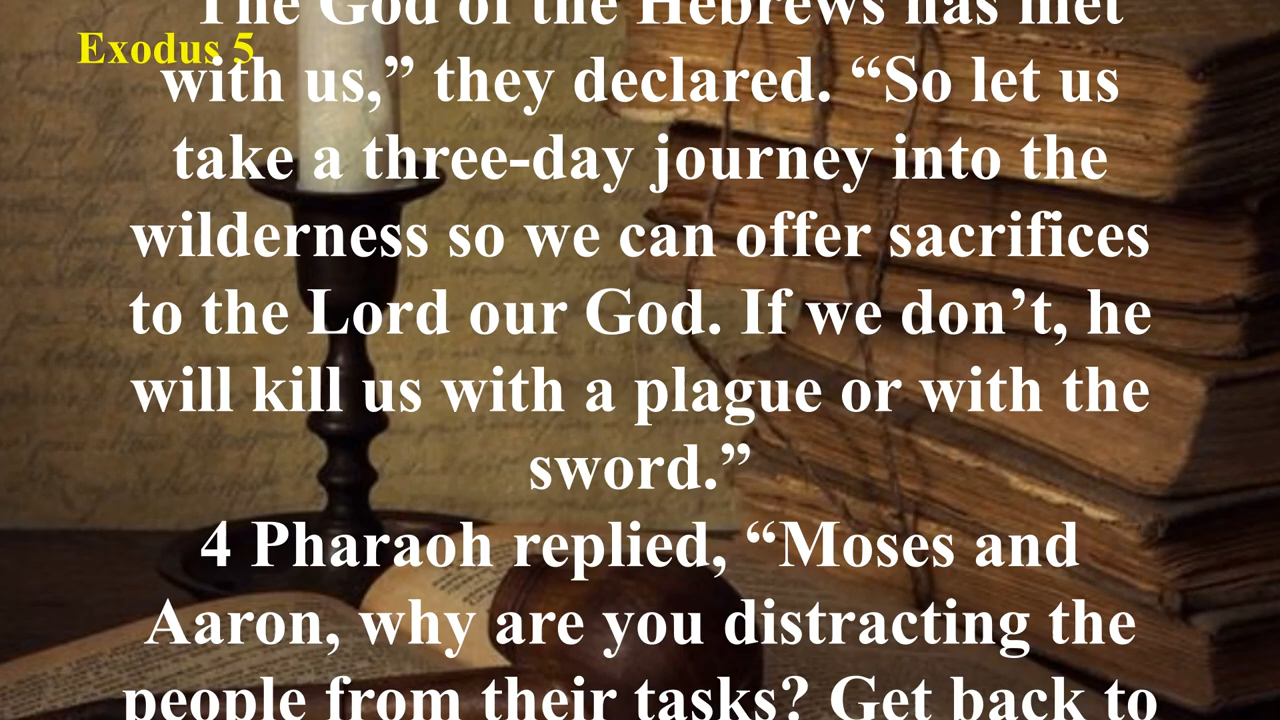 “The God of the Hebrews has met
Exodus 5
with us,” they declared. “So let us
take a three-day journey into the
wilderness so we can offer sacrifices
to the Lord our God. If we don’t, he
will kill us with a plague or with the
sword.”
4 Pharaoh replied, “Moses and
Aaron, why are you distracting the
people from their tasks? Get back to